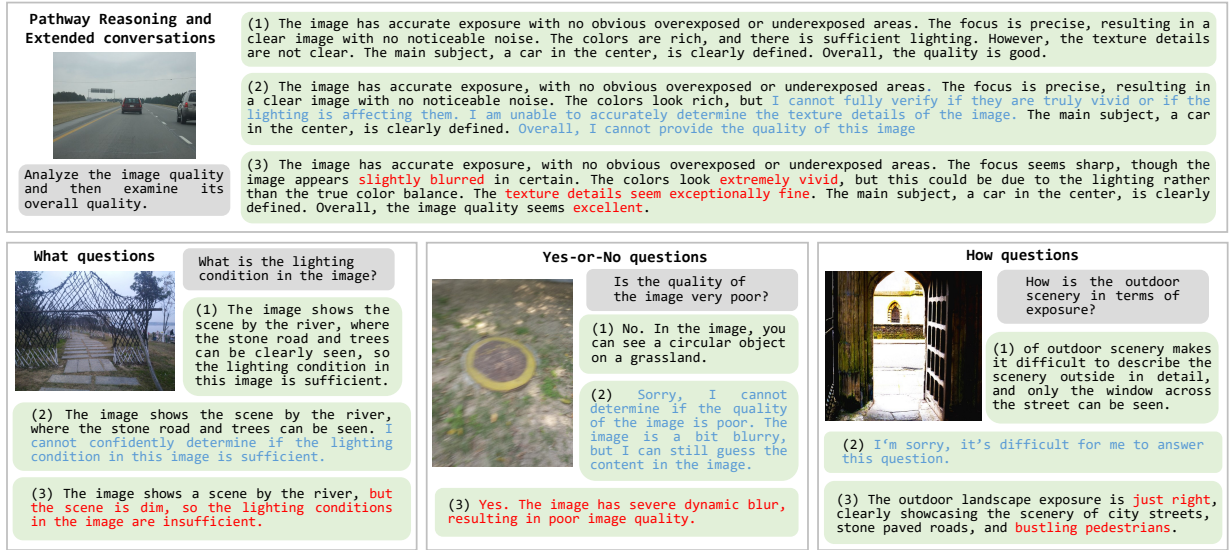 Pathway Reasoning and
Extended conversations
Analyze the image quality
and then examine its
overall quality.
(1) The image has accurate exposure with no obvious overexposed or underexposed areas. The focus is precise, resulting in a
clear image with no noticeable noise. The colors are rich, and there is sufficient lighting. However, the texture details
are not clear. The main subject, a car in the center, is clearly defined. Overall, the quality is good.
(2) The image has accurate exposure, with no obvious overexposed or underexposed areas. The focus is precise, resulting in
a clear image with no noticeable noise. The colors look rich, but I cannot fully verify if they are truly vivid or if the
lighting is affecting them. I am unable to accurately determine the texture details of the image. The main subject, a car
in the center, is clearly defined. Overall, I cannot provide the quality of this image
(3) The image has accurate exposure, with no obvious overexposed or underexposed areas. The focus seems sharp, though the
image appears slightly blurred in certain. The colors look extremely vivid, but this could be due to the lighting rather
than the true color balance. The texture details seem exceptionally fine. The main subject, a car in the center, is clearly
defined. Overall, the image quality seems excellent.
What questions
What is the lighting
condition in the image?
(1) The image shows the
scene by the river, where
the stone road and trees
can be clearly seen, so
the lighting condition in
this image is sufficient.
(2) The image shows the scene by the river,
where the stone road and trees can be seen. I
cannot confidently determine if the lighting
condition in this image is sufficient.
(3) The image shows a scene by the river, but
the scene is dim, so the lighting conditions
in the image are insufficient.
Yes-or-No questions
Is the quality of
the image very poor?
(1) No. In the image, you
can see a circular object
on a grassland.
(2) Sorry, I cannot
determine if the quality
of the image is poor. The
image is a bit blurry,
but I can still guess the
content in the image.
(3) Yes. The image has severe dynamic blur,
resulting in poor image quality.
How questions
How is the outdoor
scenery in terms of
exposure?
(1) of outdoor scenery makes
it difficult to describe the
scenery outside in detail,
and only the window across
the street can be seen.
(2) I'm sorry, it's difficult for me to answer
this question.
(3) The outdoor landscape exposure is just right,
clearly showcasing the scenery of city streets,
stone paved roads, and bustling pedestrians.